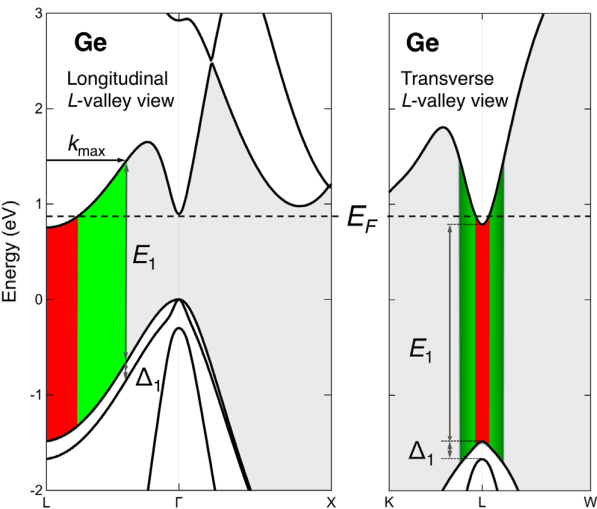 Ge
Longitudinal
L-valley view
k_max
E_1
Δ_1
Energy (eV)
3
2
1
0
-1
-2
L
Γ
X
E_F
Ge
Transverse
L-valley view
E_1
Δ_1
K
L
W